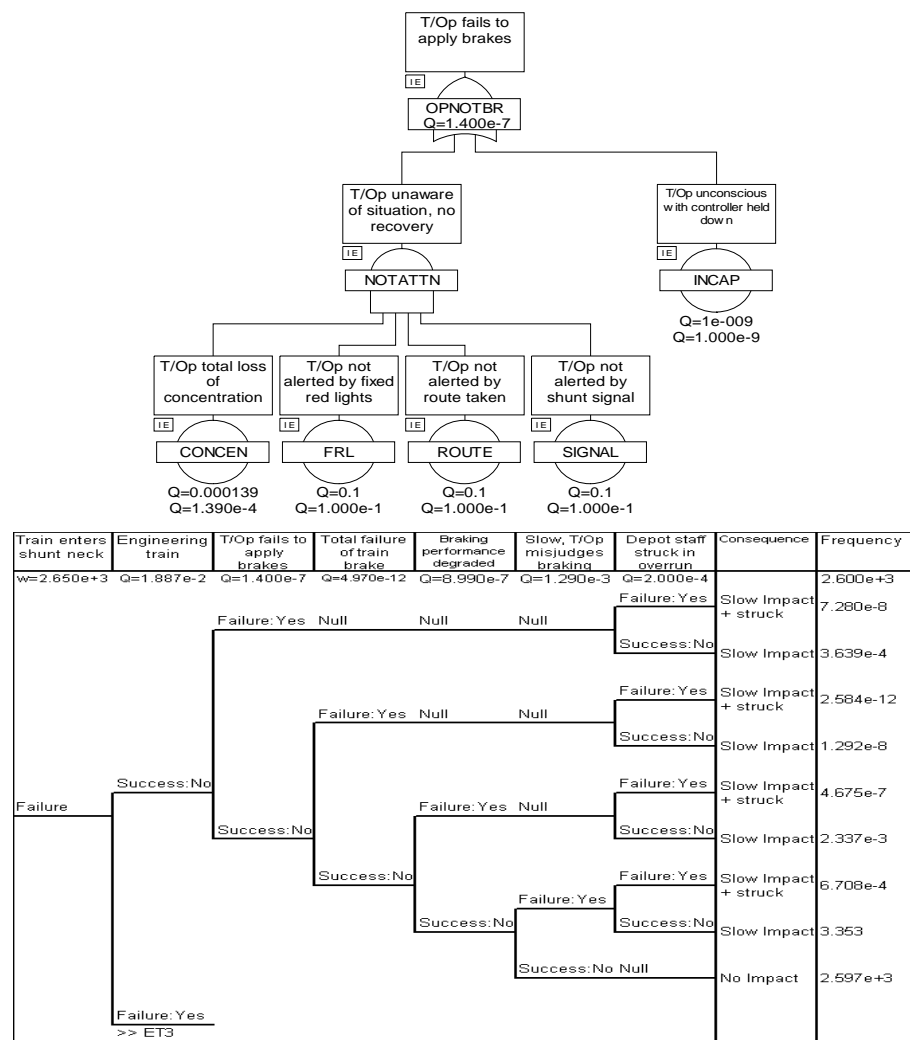 T/Op fails to
apply brakes
IE
OPNOTBR
Q=1.400e-7
T/Op unaware
of situation, no
recovery
IE
NOTATTN
T/Op unconscious
with controller held
down
IE
INCAP
Q=1e-009
Q=1.000e-9
T/Op total loss
of
concentration
IE
CONCEN
Q=0.000139
Q=1.390e-4
T/Op not
alerted by fixed
red lights
IE
FRL
Q=0.1
Q=1.000e-1
T/Op not
alerted by
route taken
IE
ROUTE
Q=0.1
Q=1.000e-1
T/Op not
alerted by
shunt signal
IE
SIGNAL
Q=0.1
Q=1.000e-1
Train enters
shunt neck
Engineering
train
T/Op fails to
apply
brakes
Total failure
of train
brake
Braking
performance
degraded
Slow, T/Op
misjudges
braking
Depot staff
struck in
overrun
Consequence
Frequency
w=2.650e+3
Q=1.887e-2
Q=1.400e-7
Q=4.970e-12
Q=8.990e-7
Q=1.290e-3
Q=2.000e-4
2.600e+3
Failure:Yes
Null
Null
Null
Failure:Yes
Slow Impact
+ struck
7.280e-8
Success:No
Slow Impact
3.639e-4
Failure:Yes
Null
Null
Failure:Yes
Slow Impact
+ struck
2.584e-12
Success:No
Slow Impact
1.292e-8
Failure
Success:No
Success:No
Failure:Yes
Null
Failure:Yes
Slow Impact
+ struck
4.675e-7
Success:No
Slow Impact
2.337e-3
Success:No
Failure:Yes
Failure:Yes
Slow Impact
+ struck
6.708e-4
Success:No
Success:No
Slow Impact
3.353
Success:No
Null
No Impact
2.597e+3
Failure:Yes
>> ET3